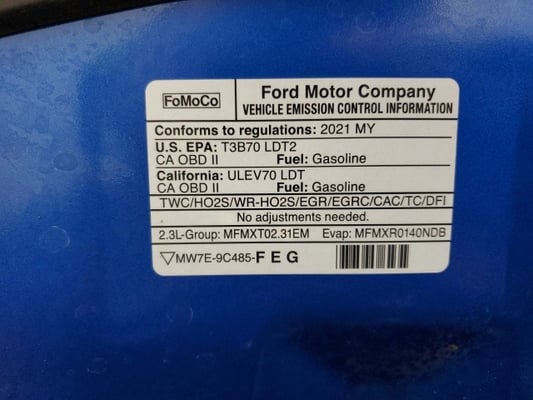 FoMoCo
Ford Motor Company
VEHICLE EMISSION CONTROL INFORMATION
Conforms to regulations: 2021 MY
U.S. EPA: T3B70 LDT2
CA OBD II Fuel: Gasoline
California: ULEV70 LDT
CA OBD II Fuel: Gasoline
TWC/HO2S/WR-HO2S/EGR/EGRC/CAC/TC/DFI
No adjustments needed.
2.3L-Group: MFMXT02.31EM Evap: MFMXR0140NDB
▽MW7E-9C485-F E G